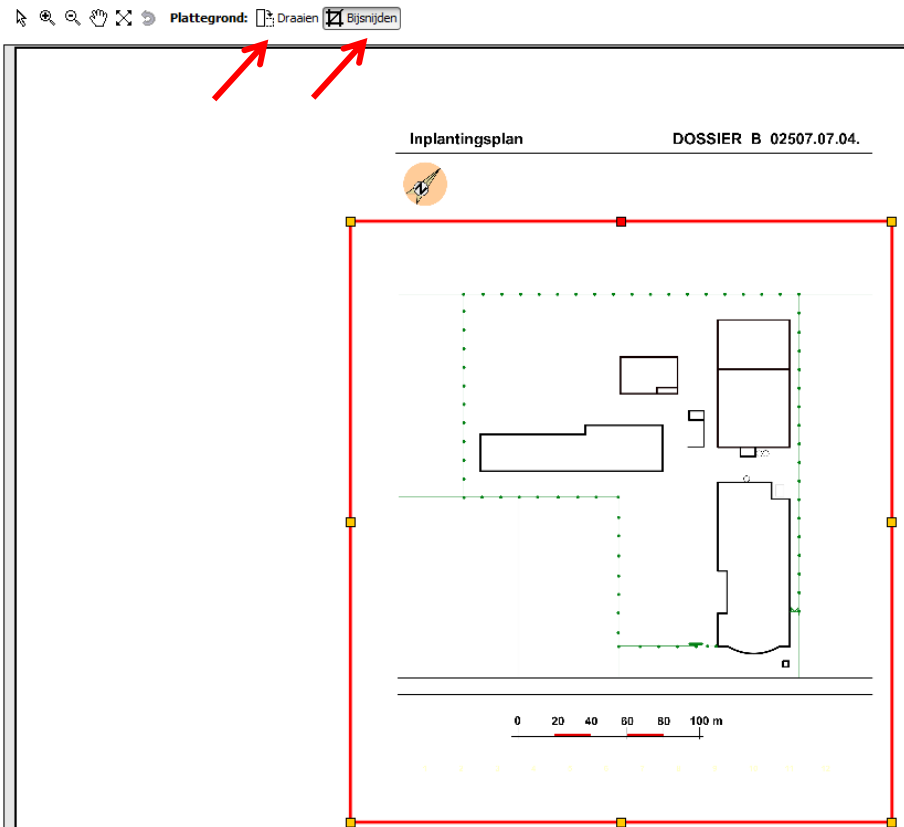 Plattegrond: Draaien Bijsnijden
Inplantingsplan DOSSIER B 02507.07.04.
N
0 20 40 60 80 100 m